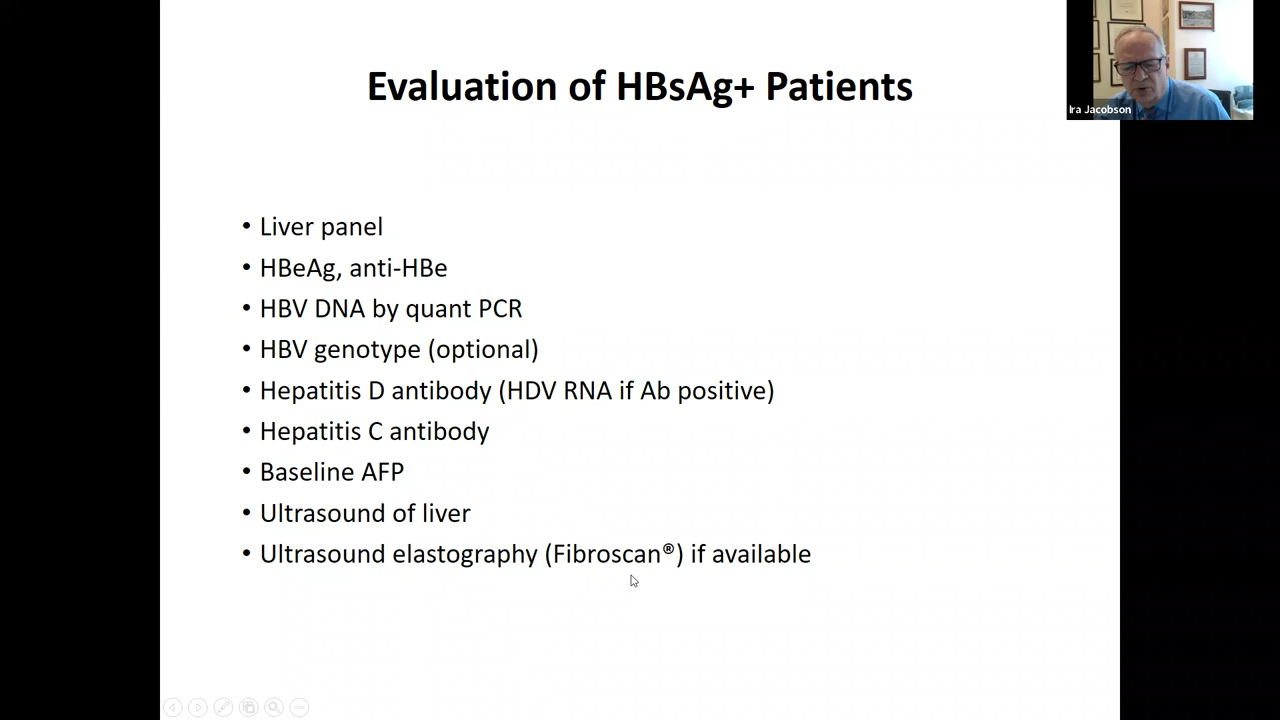 Evaluation of HBsAg+ Patients
Ira Jacobson
• Liver panel
• HBeAg, anti-HBe
• HBV DNA by quant PCR
• HBV genotype (optional)
• Hepatitis D antibody (HDV RNA if Ab positive)
• Hepatitis C antibody
• Baseline AFP
• Ultrasound of liver
• Ultrasound elastography (Fibroscan®) if available